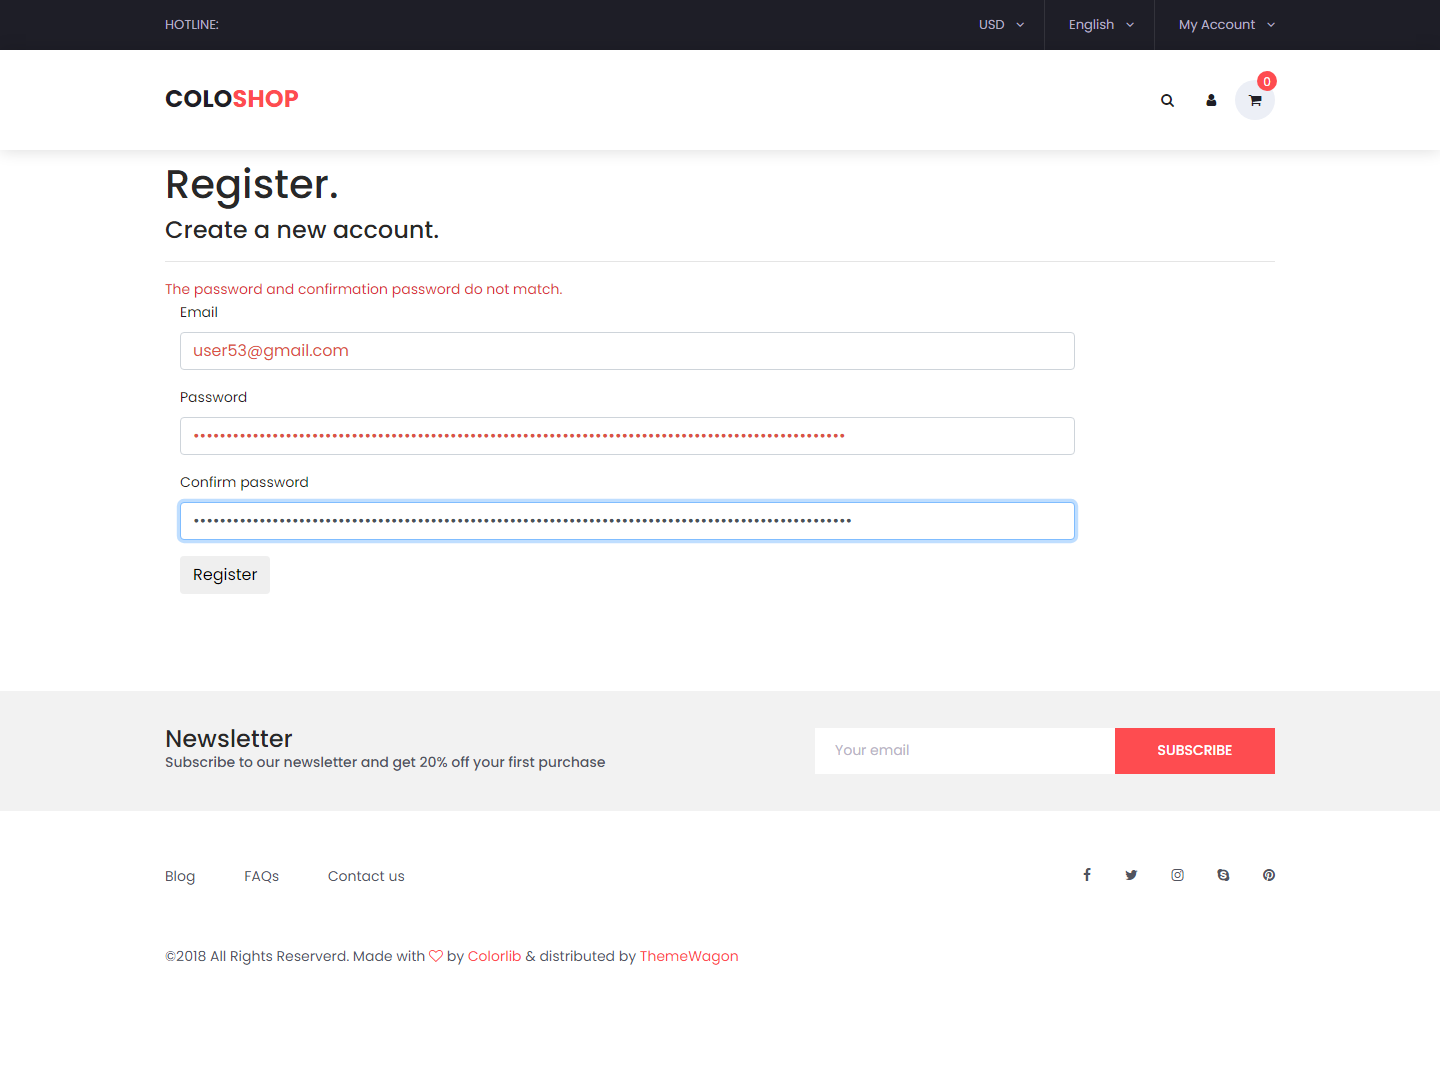 HOTLINE:
USD
English
My Account
COLOSHOP
0
Register.
Create a new account.
The password and confirmation password do not match.
Email
user53@gmail.com
Password
Confirm password
Register
Newsletter
Subscribe to our newsletter and get 20% off your first purchase
Your email
SUBSCRIBE
Blog
FAQs
Contact us
©2018 All Rights Reserverd. Made with ♡ by Colorlib & distributed by ThemeWagon